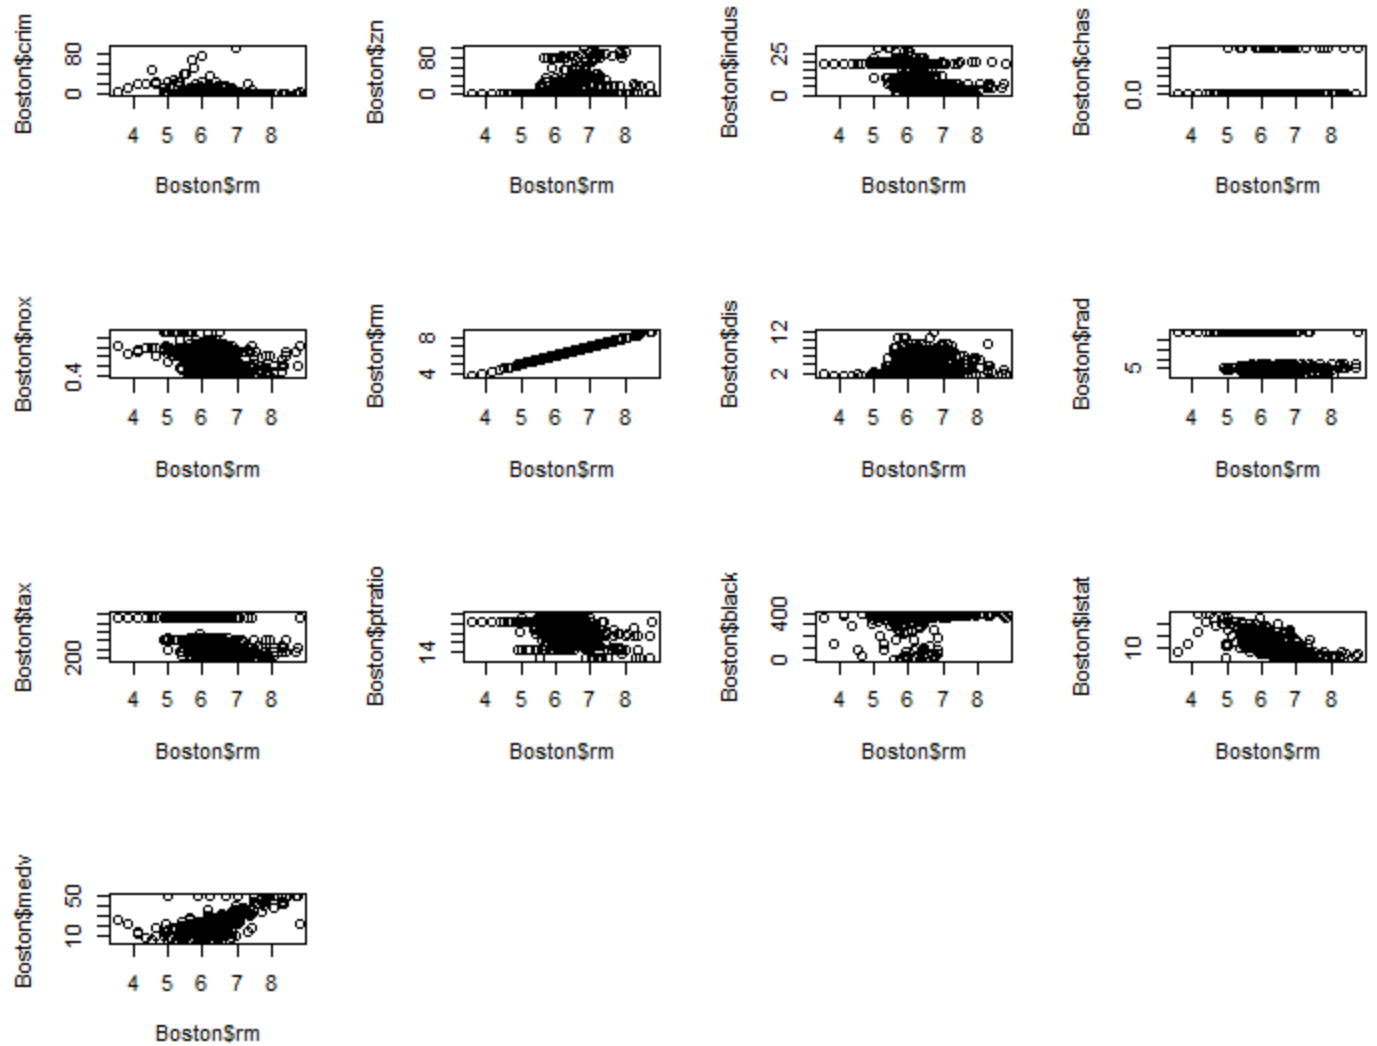 Boston$crim
80
0
4 5 6 7 8
Boston$rm
Boston$zn
80
0
4 5 6 7 8
Boston$rm
Boston$indus
25
0
4 5 6 7 8
Boston$rm
Boston$chas
0.0
4 5 6 7 8
Boston$rm
Boston$nox
0.4
4 5 6 7 8
Boston$rm
Boston$rm
8
4
4 5 6 7 8
Boston$rm
Boston$dis
12
2
4 5 6 7 8
Boston$rm
Boston$rad
5
4 5 6 7 8
Boston$rm
Boston$tax
200
4 5 6 7 8
Boston$rm
Boston$ptratio
14
4 5 6 7 8
Boston$rm
Boston$black
400
0
4 5 6 7 8
Boston$rm
Boston$lstat
10
4 5 6 7 8
Boston$rm
Boston$medv
50
10
4 5 6 7 8
Boston$rm